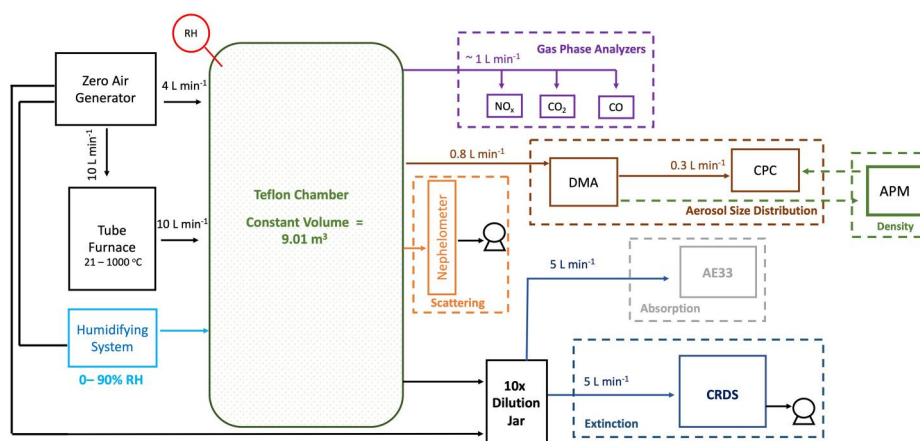 RH
Zero Air
Generator
4 L min⁻¹
10 L min⁻¹
Tube
Furnace
21 – 1000 °C
10 L min⁻¹
Humidifying
System
0– 90% RH
Teflon Chamber
Constant Volume =
9.01 m³
Gas Phase Analyzers
~ 1 L min⁻¹
NOₓ
CO₂
CO
0.8 L min⁻¹
DMA
0.3 L min⁻¹
CPC
Aerosol Size Distribution
APM
Density
Nephelometer
Scattering
5 L min⁻¹
AE33
Absorption
10x
Dilution
Jar
5 L min⁻¹
CRDS
Extinction